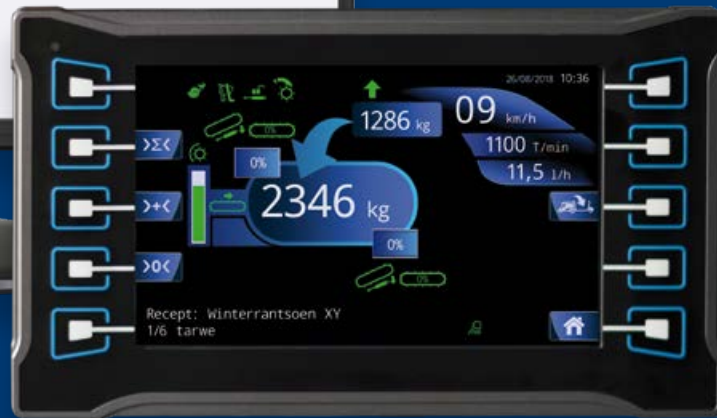 26/08/2018 10:36
1286 kg
09 km/h
0%
>Σ<
1100 T/min
0%
11,5 l/h
>+<
2346 kg
0%
>0<
0%
Recept: Winterrantsoen XY
1/6 tarwe